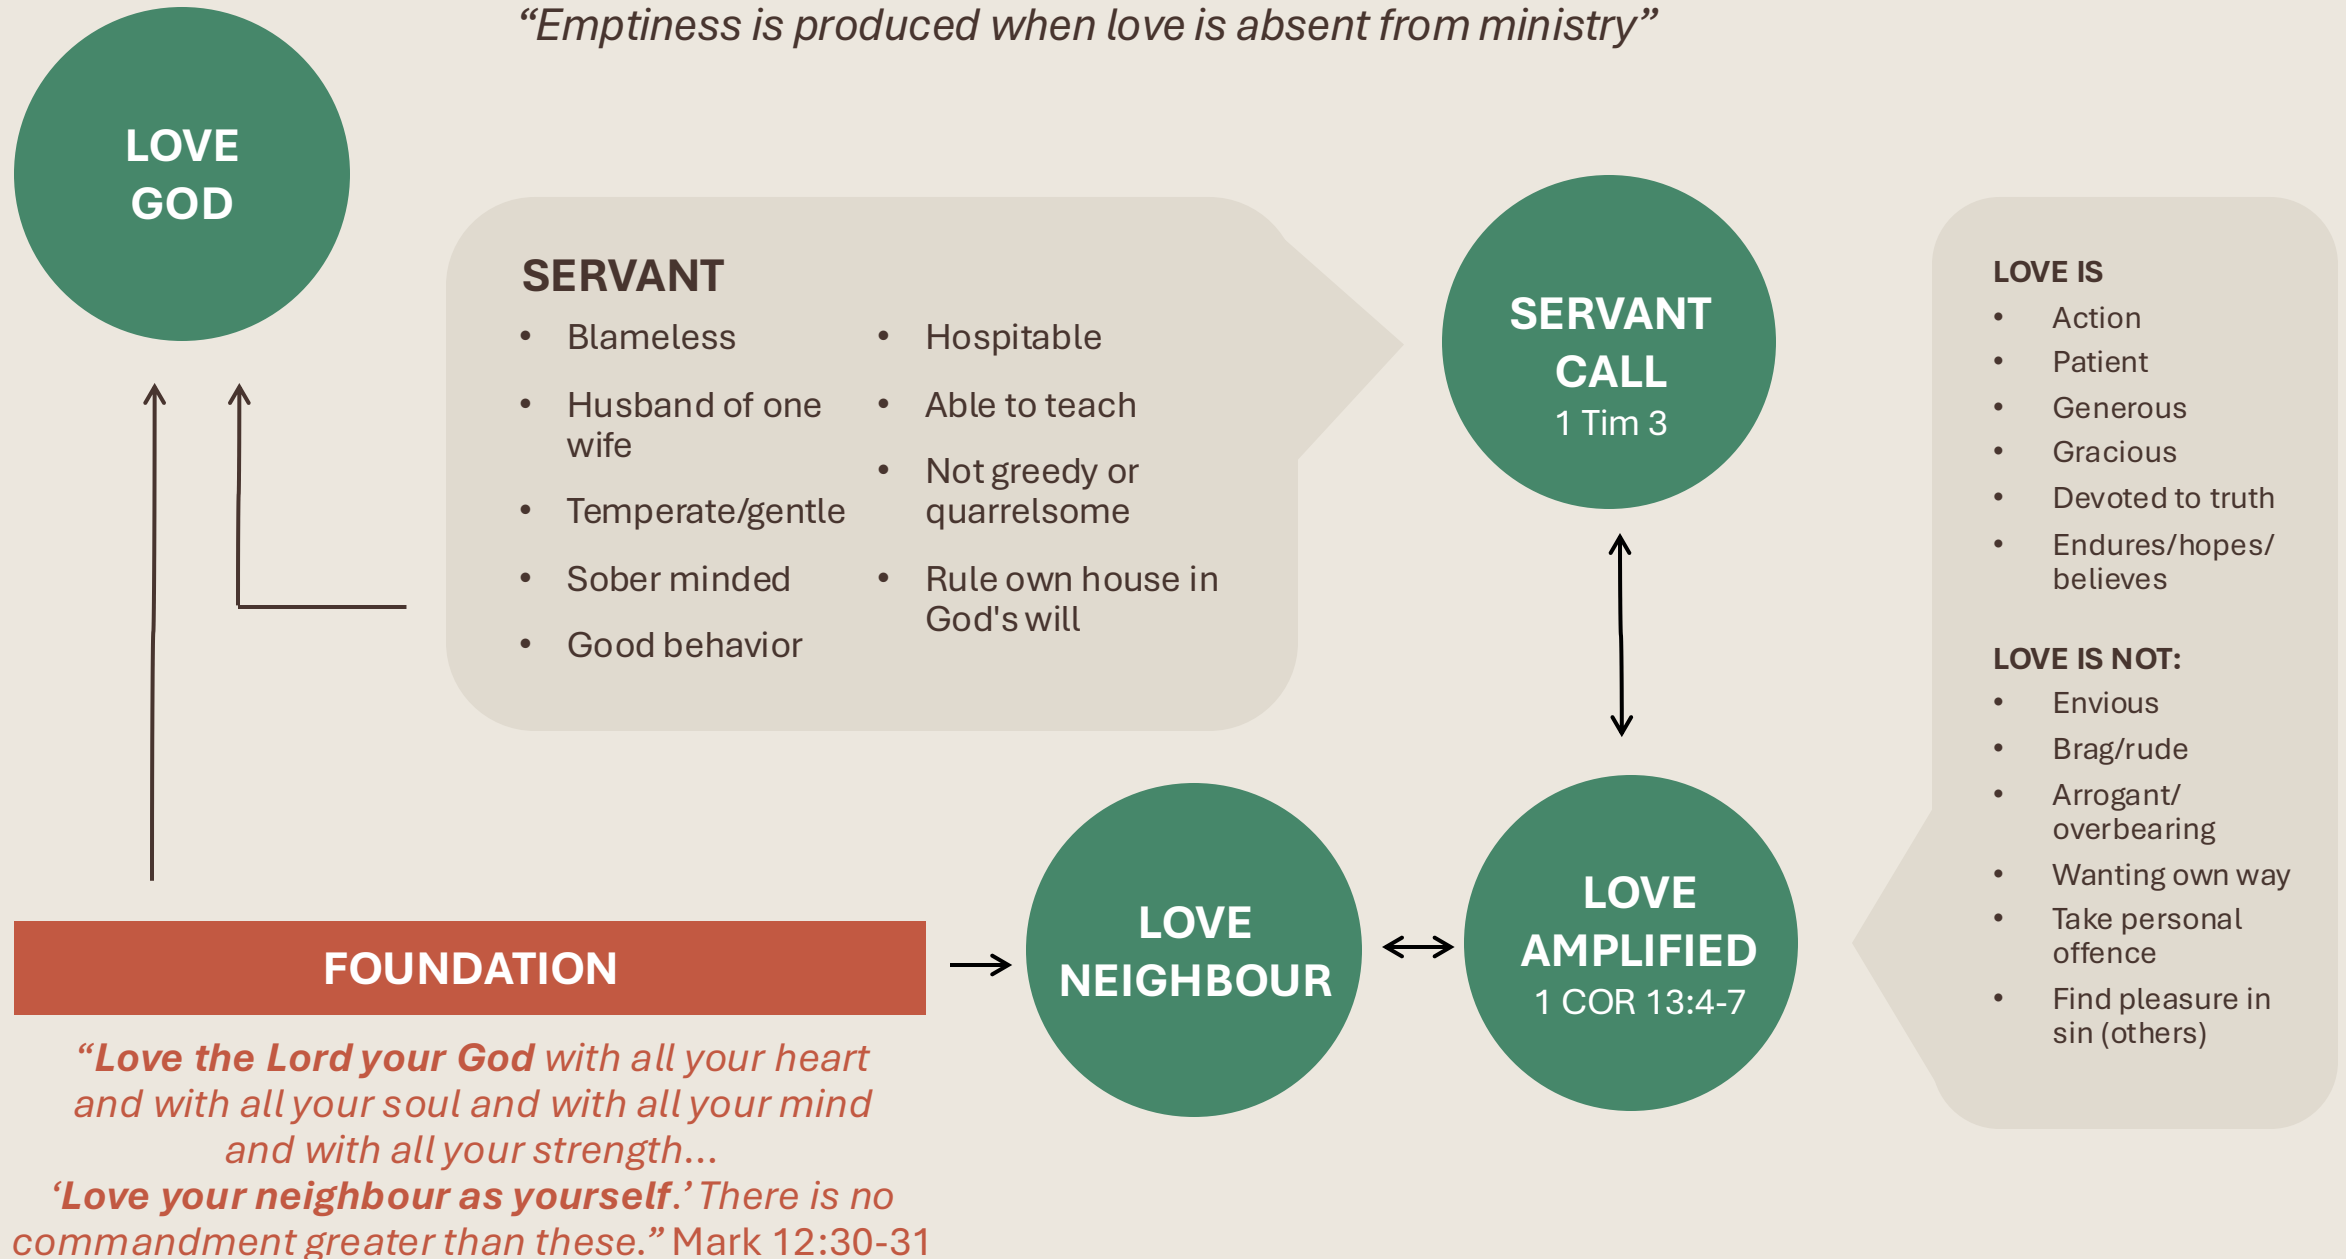 “Emptiness is produced when love is absent from ministry”
LOVE
GOD
SERVANT
• Blameless
• Husband of one
wife
• Temperate/gentle
• Sober minded
• Good behavior
• Hospitable
• Able to teach
• Not greedy or
quarrelsome
• Rule own house in
God's will
SERVANT
CALL
1 Tim 3
LOVE IS
• Action
• Patient
• Generous
• Gracious
• Devoted to truth
• Endures/hopes/
believes
LOVE IS NOT:
• Envious
• Brag/rude
• Arrogant/
overbearing
• Wanting own way
• Take personal
offence
• Find pleasure in
sin (others)
FOUNDATION
LOVE
NEIGHBOUR
LOVE
AMPLIFIED
1 COR 13:4-7
“Love the Lord your God with all your heart
and with all your soul and with all your mind
and with all your strength…
‘Love your neighbour as yourself.’ There is no
commandment greater than these.” Mark 12:30-31